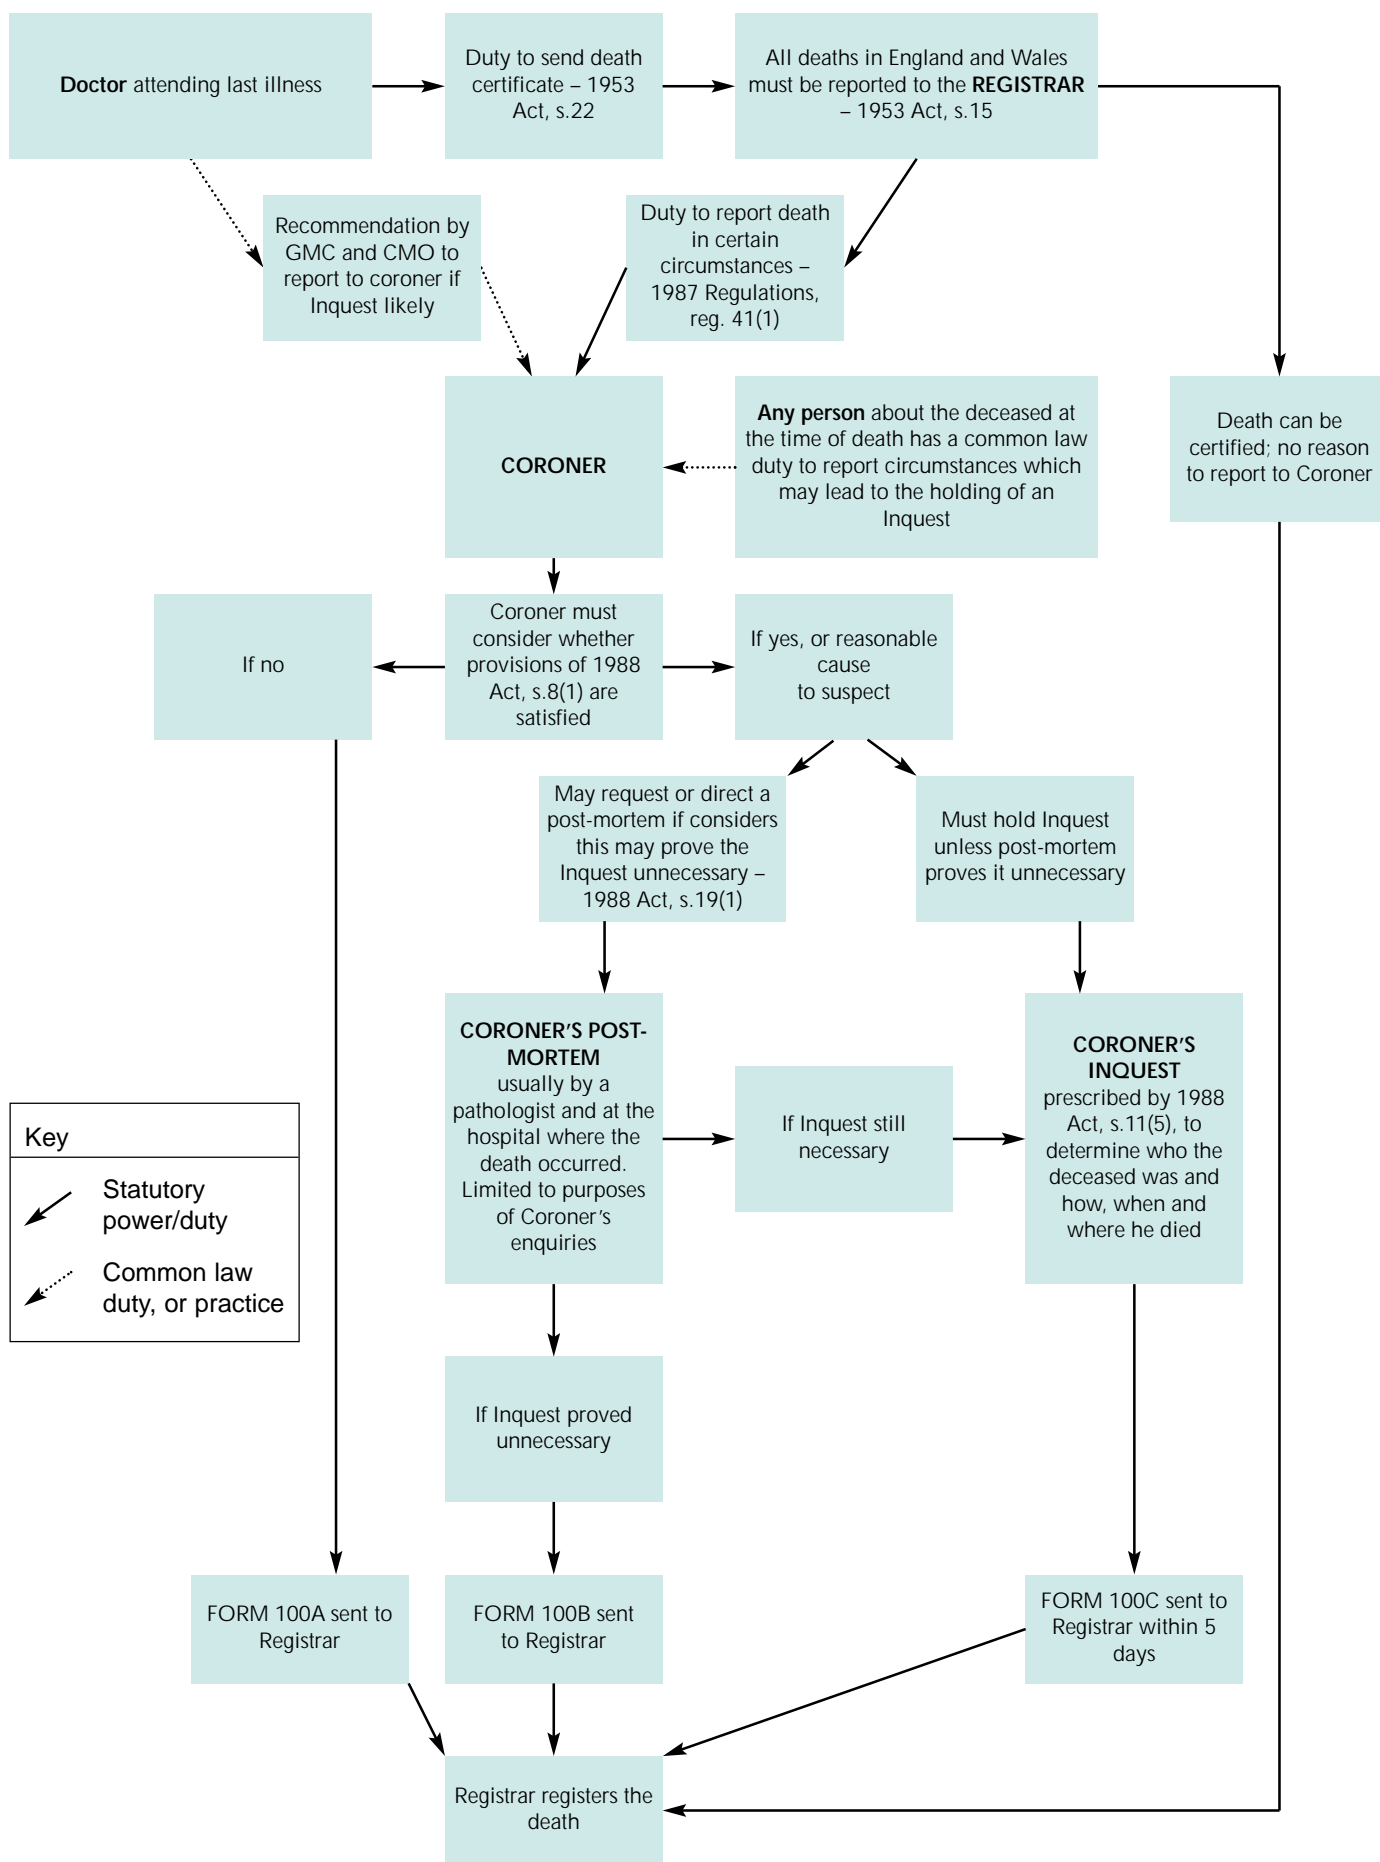 Doctor attending last illness
Duty to send death
certificate – 1953
Act, s.22
All deaths in England and Wales
must be reported to the REGISTRAR
– 1953 Act, s.15
Recommendation by
GMC and CMO to
report to coroner if
Inquest likely
Duty to report death
in certain
circumstances –
1987 Regulations,
reg. 41(1)
CORONER
Any person about the deceased at
the time of death has a common law
duty to report circumstances which
may lead to the holding of an
Inquest
Death can be
certified; no reason
to report to Coroner
If no
Coroner must
consider whether
provisions of 1988
Act, s.8(1) are
satisfied
If yes, or reasonable
cause
to suspect
May request or direct a
post-mortem if considers
this may prove the
Inquest unnecessary –
1988 Act, s.19(1)
Must hold Inquest
unless post-mortem
proves it unnecessary
CORONER’S POST-
MORTEM
usually by a
pathologist and at the
hospital where the
death occurred.
Limited to purposes
of Coroner’s
enquiries
If Inquest still
necessary
CORONER’S
INQUEST
prescribed by 1988
Act, s.11(5), to
determine who the
deceased was and
how, when and
where he died
Key
Statutory
power/duty
Common law
duty, or practice
If Inquest proved
unnecessary
FORM 100A sent to
Registrar
FORM 100B sent
to Registrar
FORM 100C sent to
Registrar within 5
days
Registrar registers the
death